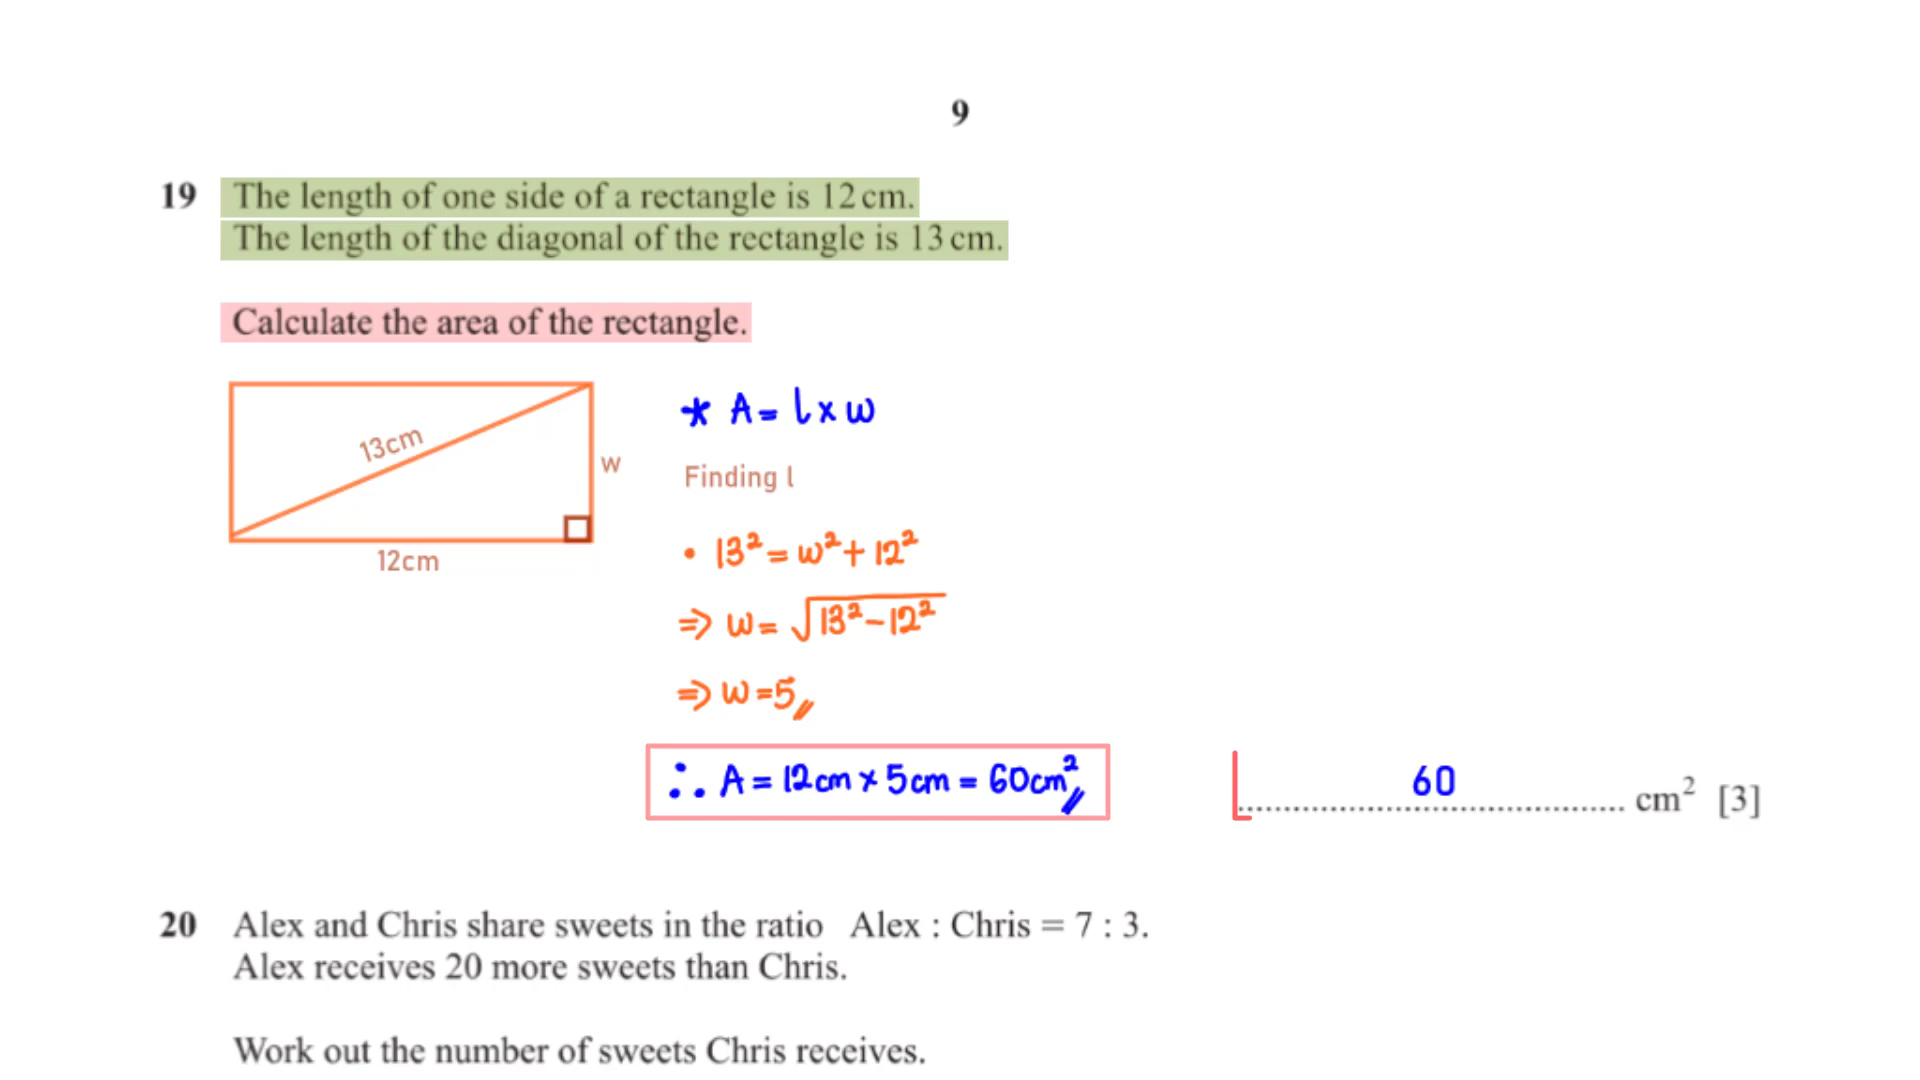 9
19 The length of one side of a rectangle is 12 cm.
The length of the diagonal of the rectangle is 13 cm.
Calculate the area of the rectangle.
13cm
w
12cm
* A = l x w
Finding l
• 13² = w² + 12²
⇒ w = √13² − 12²
⇒ w = 5//
∴ A = 12cm x 5cm = 60cm²//
60
........................................... cm² [3]
20 Alex and Chris share sweets in the ratio Alex : Chris = 7 : 3.
Alex receives 20 more sweets than Chris.
Work out the number of sweets Chris receives.